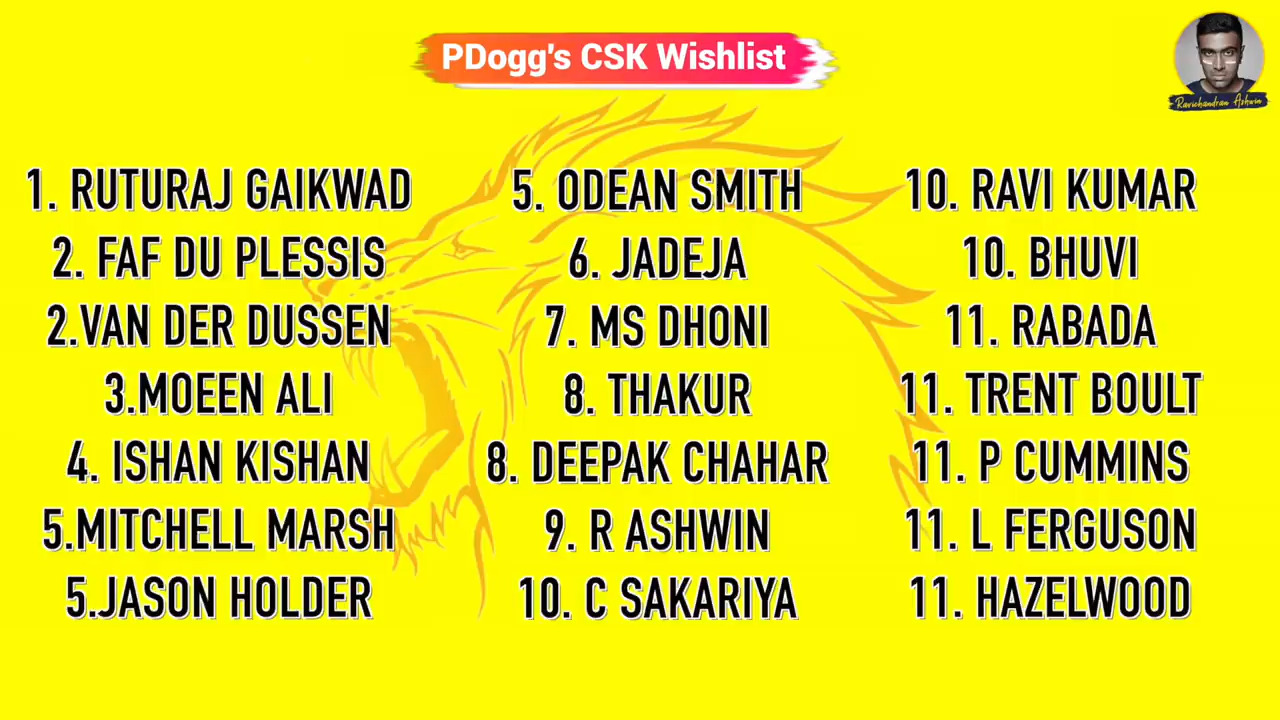 PDogg's CSK Wishlist
Ravichandran Ashwin
1. RUTURAJ GAIKWAD
2. FAF DU PLESSIS
2.VAN DER DUSSEN
3.MOEEN ALI
4. ISHAN KISHAN
5.MITCHELL MARSH
5.JASON HOLDER
5. ODEAN SMITH
6. JADEJA
7. MS DHONI
8. THAKUR
8. DEEPAK CHAHAR
9. R ASHWIN
10. C SAKARIYA
10. RAVI KUMAR
10. BHUVI
11. RABADA
11. TRENT BOULT
11. P CUMMINS
11. L FERGUSON
11. HAZELWOOD